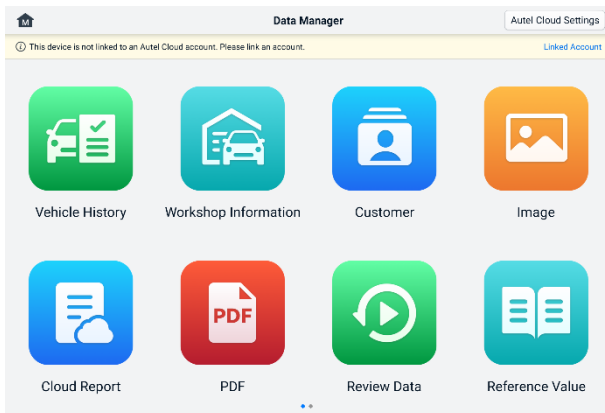 M
Data Manager
Autel Cloud Settings
This device is not linked to an Autel Cloud account. Please link an account.
Linked Account
Vehicle History
Workshop Information
Customer
Image
Cloud Report
PDF
PDF
Review Data
Reference Value